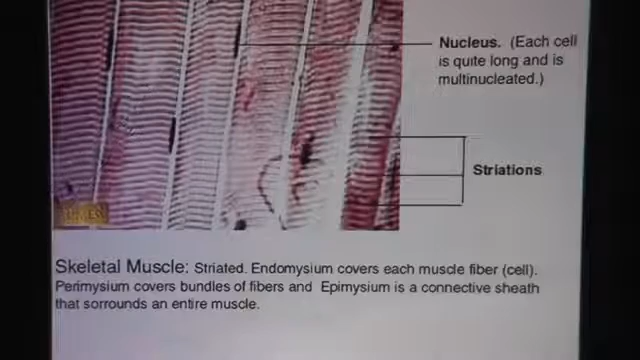 Nucleus. (Each cell
is quite long and is
multinucleated.)
Striations
Skeletal Muscle: Striated. Endomysium covers each muscle fiber (cell).
Perimysium covers bundles of fibers and Epimysium is a connective sheath
that sorrounds an entire muscle.